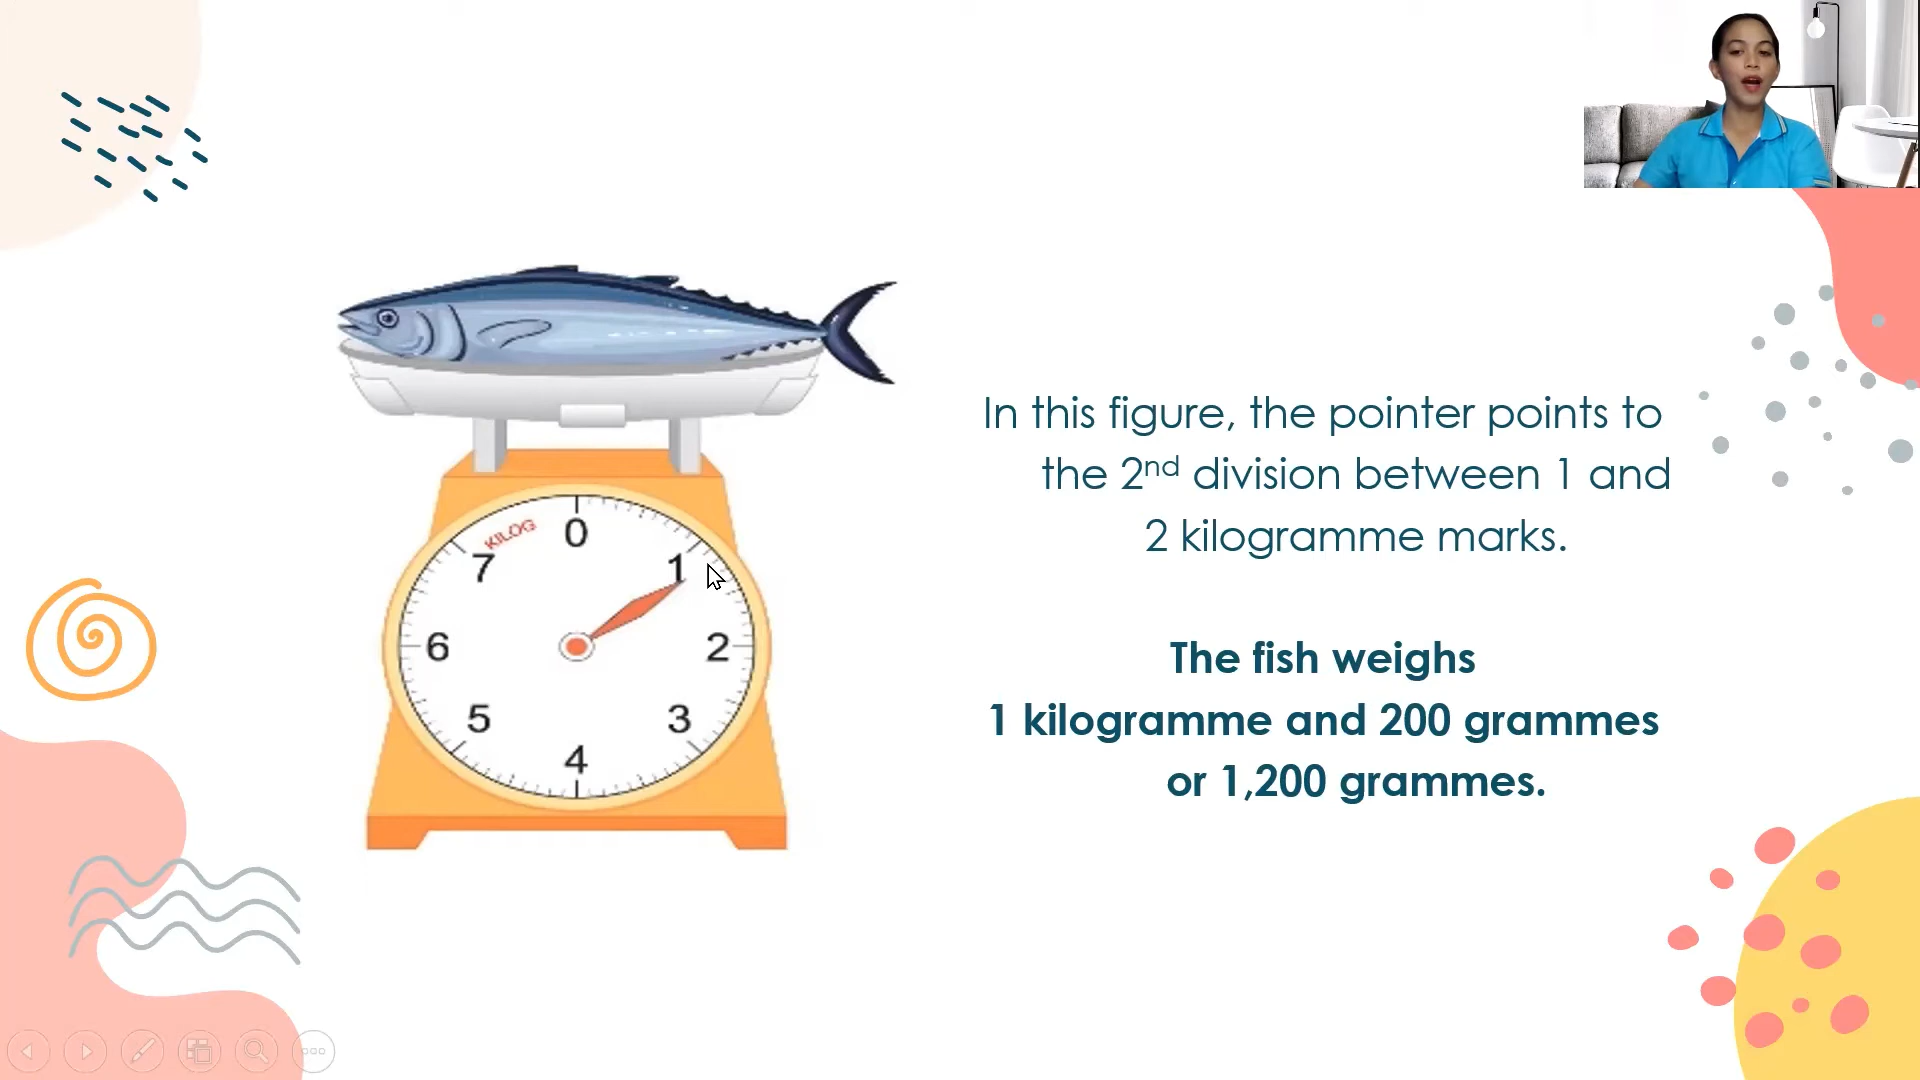 In this figure, the pointer points to
the 2nd division between 1 and
2 kilogramme marks.
The fish weighs
1 kilogramme and 200 grammes
or 1,200 grammes.
KILOG
0
1
2
3
4
5
6
7